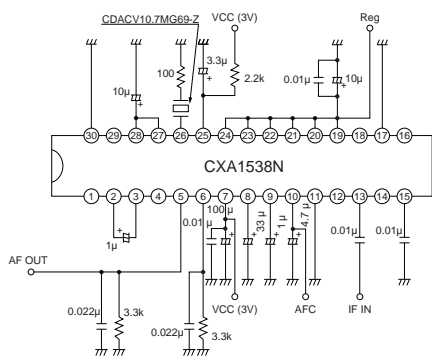 CDACV10.7MG69-Z
VCC (3V)
Reg
10μ
100
3.3μ
2.2k
0.01μ
10μ
30 29 28 27 26 25 24 23 22 21 20 19 18 17 16
CXA1538N
1 2 3 4 5 6 7 8 9 10 11 12 13 14 15
1μ
0.01μ
100μ
33μ
1μ
4.7μ
0.01μ
0.01μ
AF OUT
0.022μ
3.3k
0.022μ
3.3k
VCC (3V)
AFC
IF IN